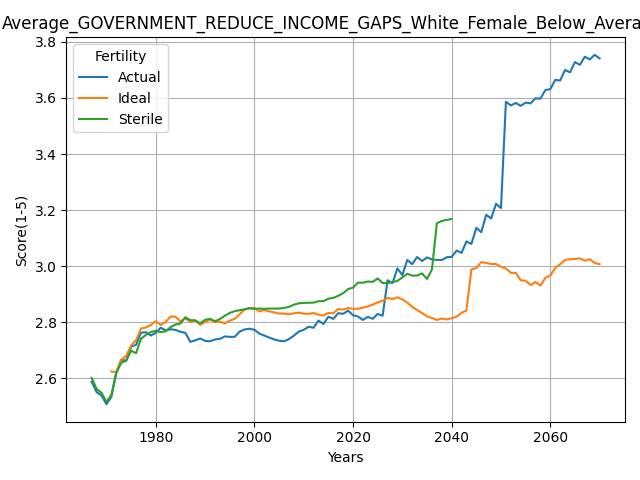 Average_GOVERNMENT_REDUCE_INCOME_GAPS_White_Female_Below_Avera
3.8
3.6
3.4
3.2
3.0
2.8
2.6
Score(1-5)
Fertility
Actual
Ideal
Sterile
1980 2000 2020 2040 2060
Years